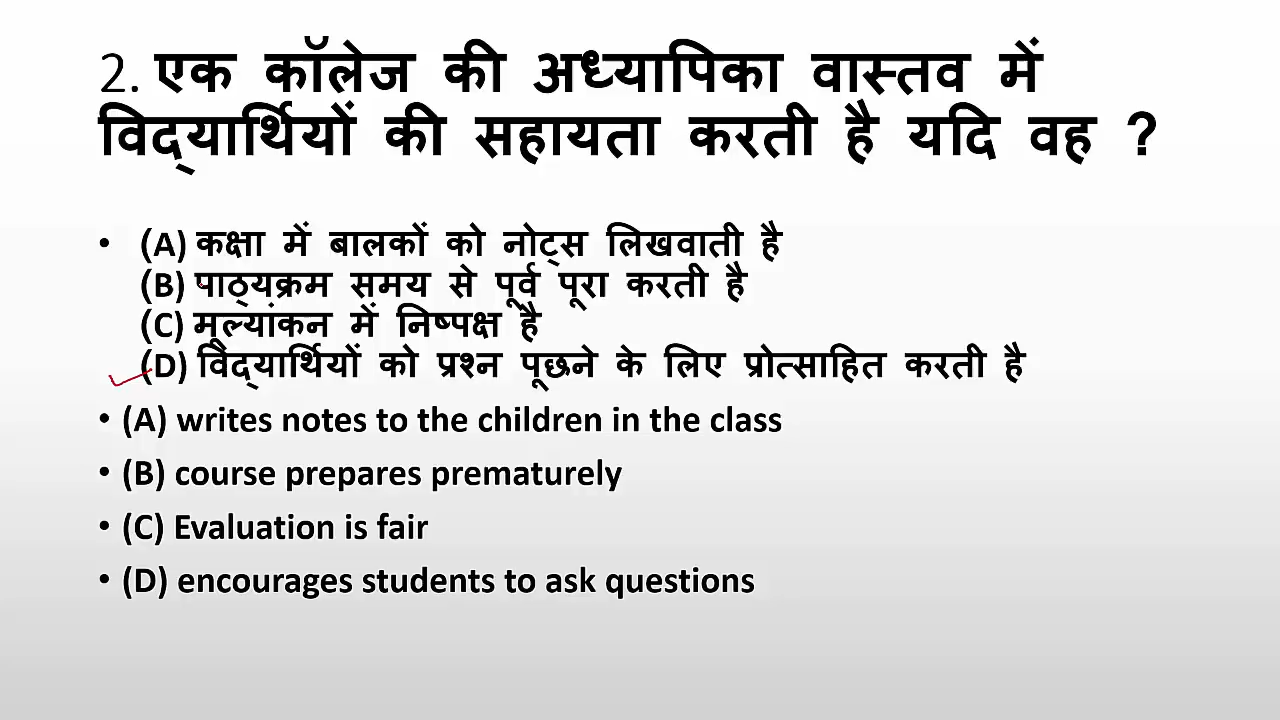 2. एक कॉलेज की अध्यापिका वास्तव में
विद्यार्थियों की सहायता करती है यदि वह ?
• (A) कक्षा में बालकों को नोट्स लिखवाती है
(B) पाठ्यक्रम समय से पूर्व पूरा करती है
(C) मूल्यांकन में निष्पक्ष है
(D) विद्यार्थियों को प्रश्न पूछने के लिए प्रोत्साहित करती है
• (A) writes notes to the children in the class
• (B) course prepares prematurely
• (C) Evaluation is fair
• (D) encourages students to ask questions